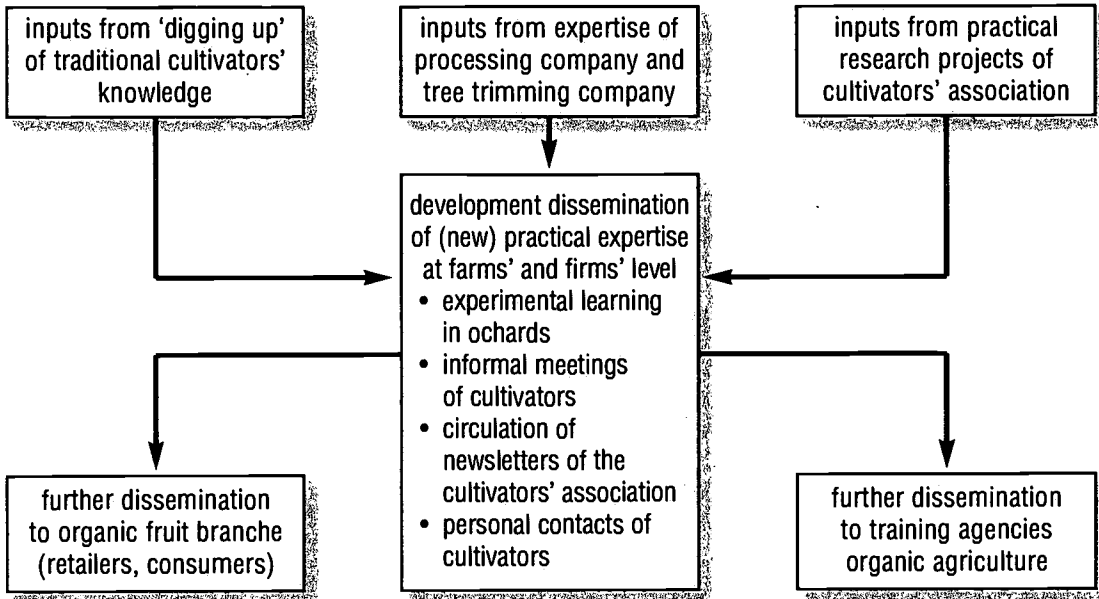 inputs from ‘digging up’
of traditional cultivators’
knowledge
inputs from expertise of
processing company and
tree trimming company
inputs from practical
research projects of
cultivators’ association
development dissemination
of (new) practical expertise
at farms’ and firms’ level
• experimental learning
in ochards
• informal meetings
of cultivators
• circulation of
newsletters of the
cultivators’ association
• personal contacts of
cultivators
further dissemination
to organic fruit branche
(retailers, consumers)
further dissemination
to training agencies
organic agriculture